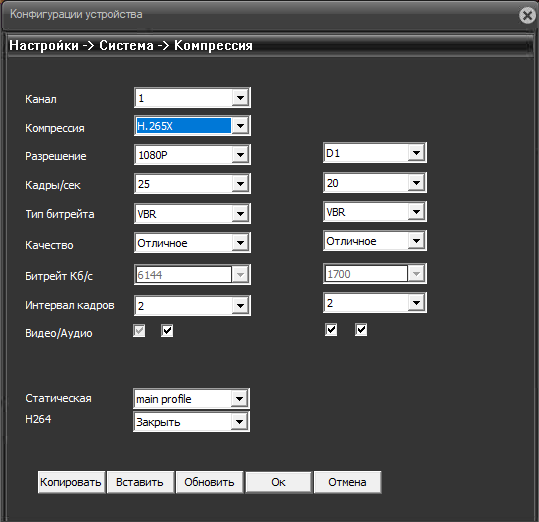 Конфигурации устройства
Настройки -> Система -> Компрессия
Канал 1
Компрессия H.265X
Разрешение 1080P D1
Кадры/сек 25 20
Тип битрейта VBR VBR
Качество Отличное Отличное
Битрейт Кб/с 6144 1700
Интервал кадров 2 2
Видео/Аудио
Статическая main profile
H264 Закрыть
Копировать Вставить Обновить Ок Отмена